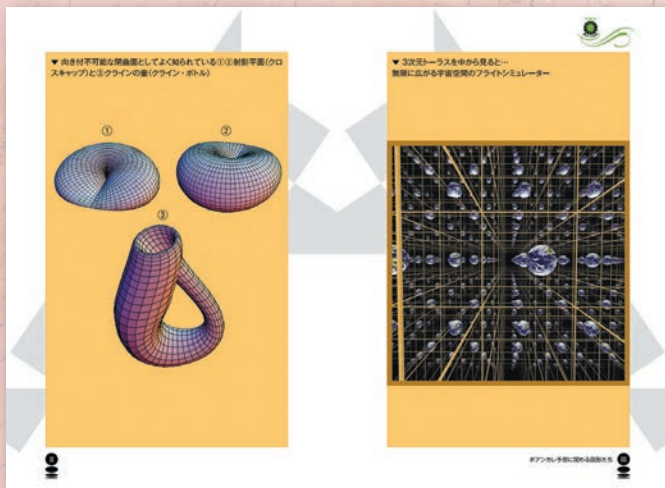 ▼ 向き付不可能な閉曲面としてよく知られている①②射影平面(クロ
スキャップ)と③クラインの壷(クライン・ボトル)
①
②
③
II
▼ 3次元トーラスを中から見ると…
無限に広がる宇宙空間のフライトシミュレーター
ポアンカレ予想に関わる図形たち
III